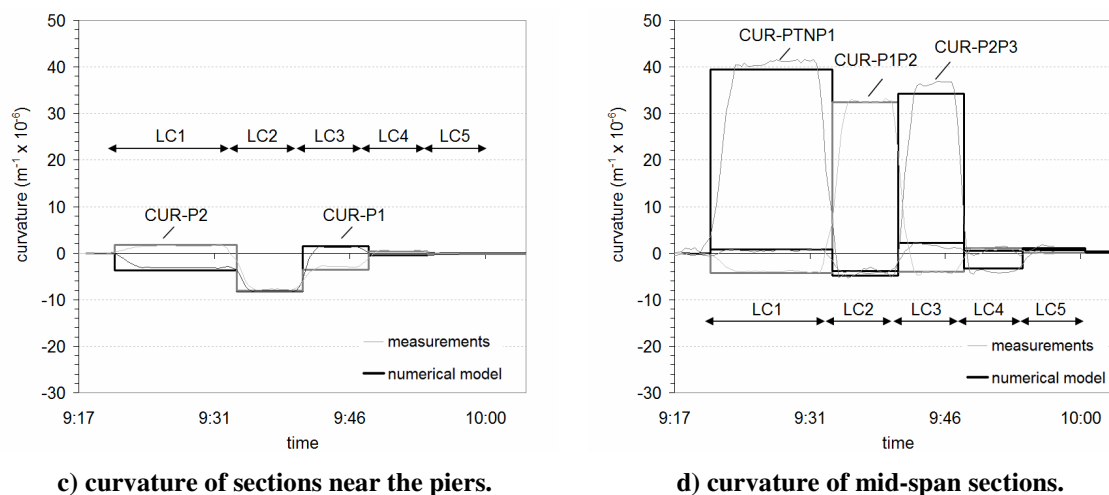 50
40
30
20
10
0
-10
-20
-30
curvature (m⁻¹ x 10⁻⁶)
LC1 LC2 LC3 LC4 LC5
CUR-P2 CUR-P1
measurements
numerical model
9:17 9:31 9:46 10:00
time
c) curvature of sections near the piers.
50
40
30
20
10
0
-10
-20
-30
curvature (m⁻¹ x 10⁻⁶)
CUR-PTNP1
CUR-P1P2
CUR-P2P3
LC1 LC2 LC3 LC4 LC5
measurements
numerical model
9:17 9:31 9:46 10:00
time
d) curvature of mid-span sections.